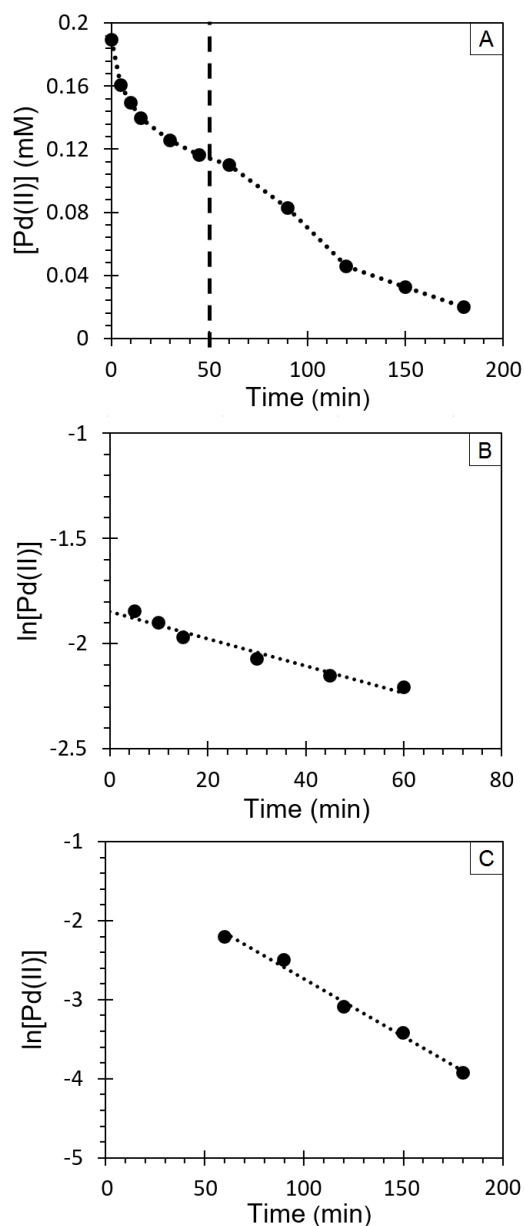 A
0.2
0.16
0.12
0.08
0.04
0
[Pd(II)] (mM)
0 50 100 150 200
Time (min)
B
-1
-1.5
-2
-2.5
ln[Pd(II)]
0 20 40 60 80
Time (min)
C
-1
-2
-3
-4
-5
ln[Pd(II)]
0 50 100 150 200
Time (min)